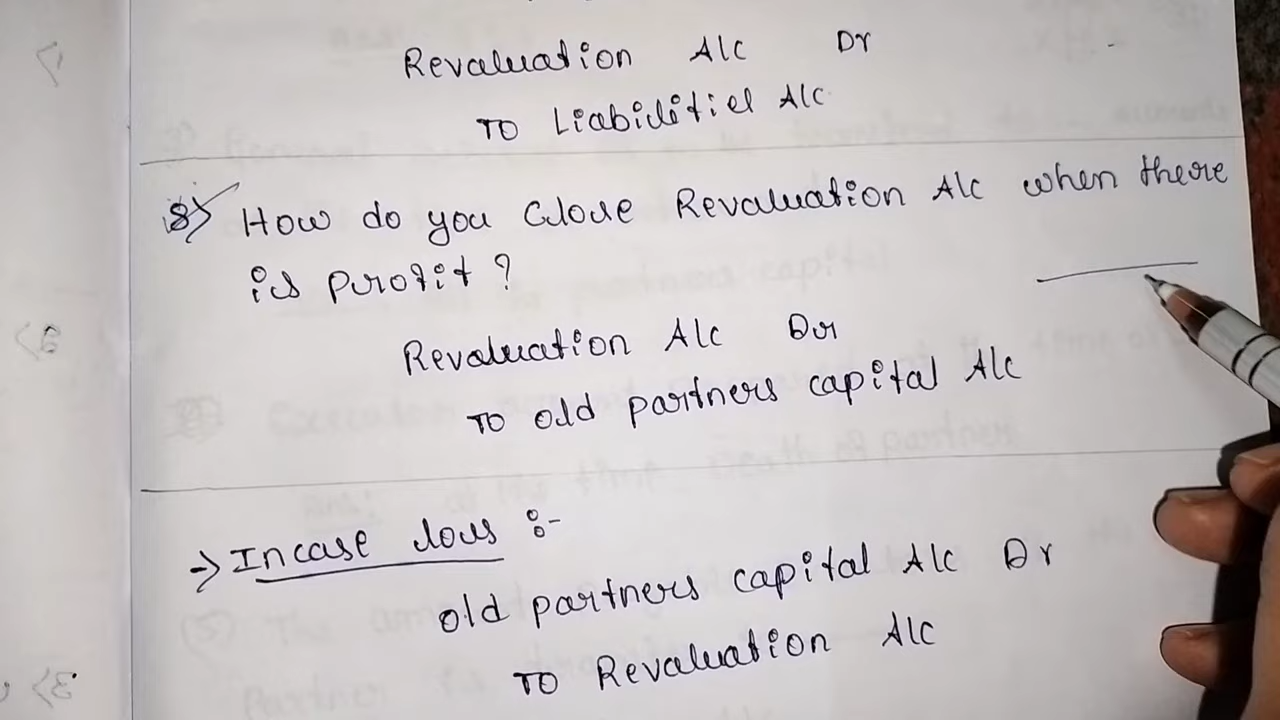 Revaluation A/c Dr
To Liabilities A/c
8) How do you Close Revaluation A/c when there
is profit?
Revaluation A/c Dr
To old partners capital A/c
→ Incase loss :-
old partners capital A/c Dr
To Revaluation A/c